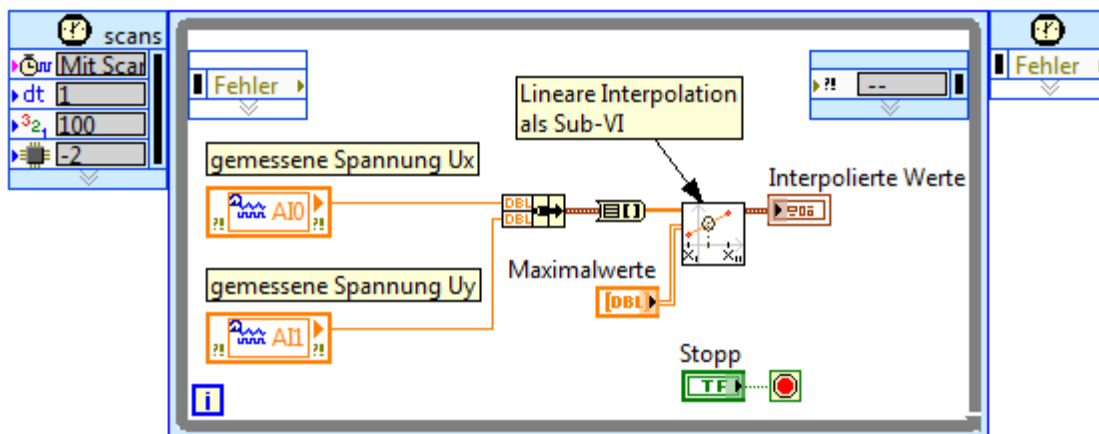 scans
Mit Scan
dt 1
321 100
-2
Fehler
gemessene Spannung Ux
AI0
gemessene Spannung Uy
AI1
i
DBL
DBL
Lineare Interpolation
als Sub-VI
Maximalwerte
[DBL]
Interpolierte Werte
Stopp
TF
?! --
Fehler